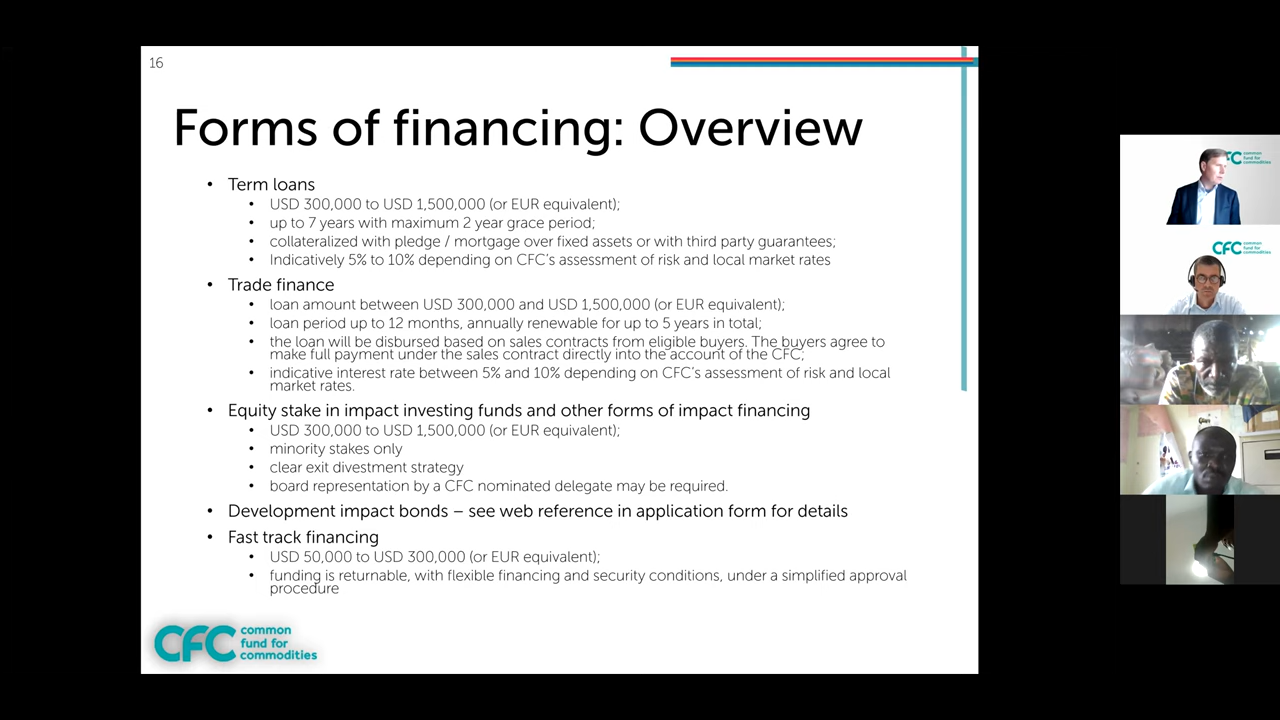 16
Forms of financing: Overview
• Term loans
• USD 300,000 to USD 1,500,000 (or EUR equivalent);
• up to 7 years with maximum 2 year grace period;
• collateralized with pledge / mortgage over fixed assets or with third party guarantees;
• Indicatively 5% to 10% depending on CFC's assessment of risk and local market rates
• Trade finance
• loan amount between USD 300,000 and USD 1,500,000 (or EUR equivalent);
• loan period up to 12 months, annually renewable for up to 5 years in total;
• the loan will be disbursed based on sales contracts from eligible buyers. The buyers agree to
make full payment under the sales contract directly into the account of the CFC;
• indicative interest rate between 5% and 10% depending on CFC's assessment of risk and local
market rates.
• Equity stake in impact investing funds and other forms of impact financing
• USD 300,000 to USD 1,500,000 (or EUR equivalent);
• minority stakes only
• clear exit divestment strategy
• board representation by a CFC nominated delegate may be required.
• Development impact bonds – see web reference in application form for details
• Fast track financing
• USD 50,000 to USD 300,000 (or EUR equivalent);
• funding is returnable, with flexible financing and security conditions, under a simplified approval
procedure
CFC common
fund for
commodities
FC common
fund for
commodities
CFC common
fund for
commodities